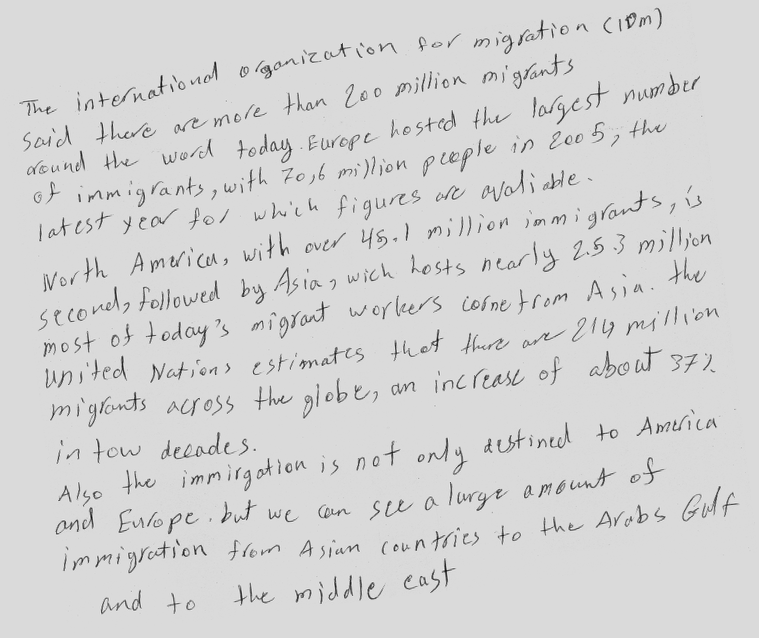 The international organization for migration (IOM)
said there are more than 200 million migrants
around the word today. Europe hosted the largest number
of immigrants, with 70,6 million people in 2005, the
latest year for which figures are avaliable.
North America, with over 45.1 million immigrants, is
second, followed by Asia, wich hosts nearly 25.3 million
most of today's migrant workers come from Asia. the
United Nations estimates that there are 214 million
migrants across the globe, an increase of about 37%
in tow decades.
Also the immirgation is not only destined to America
and Europe. but we can see a large amount of
immigration from Asian countries to the Arabs Gulf
and to the middle east